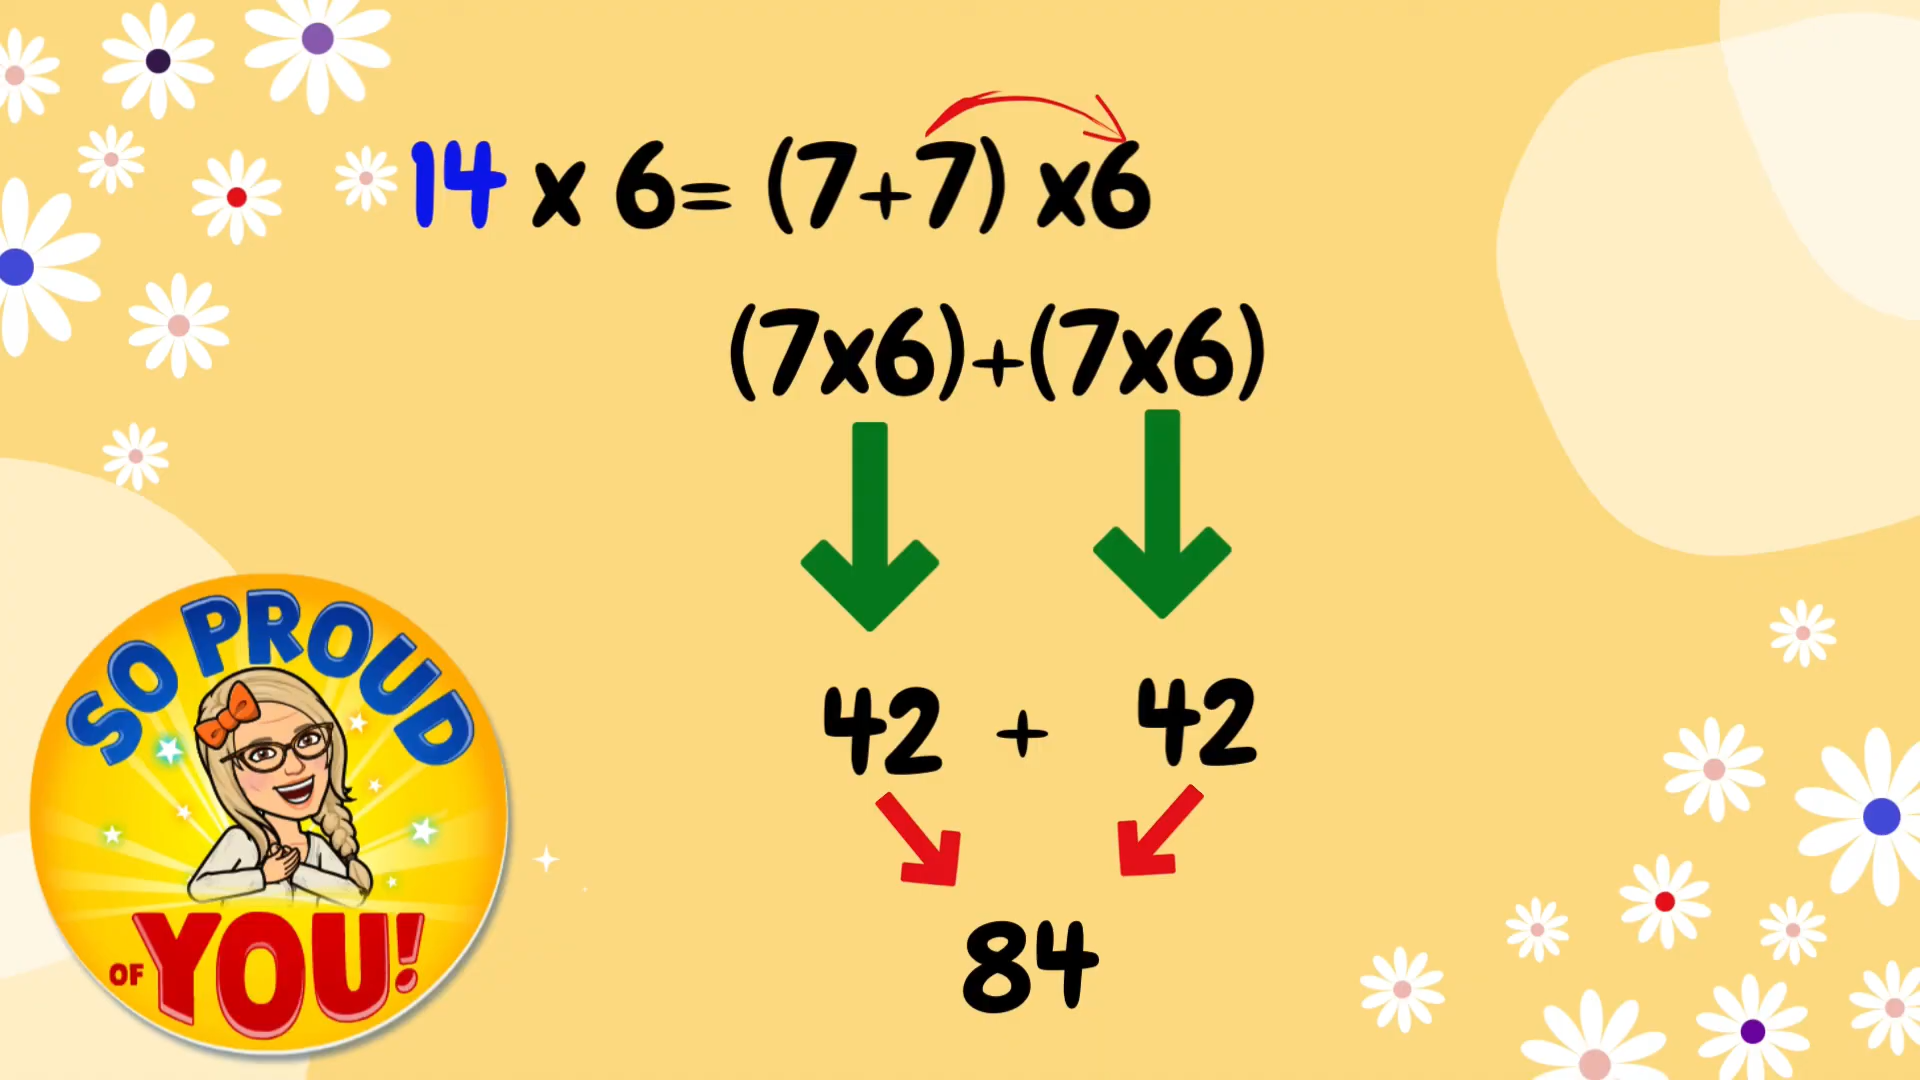 14 x 6= (7+7) x6
(7x6)+(7x6)
42 + 42
84
SO PROUD
OF YOU!